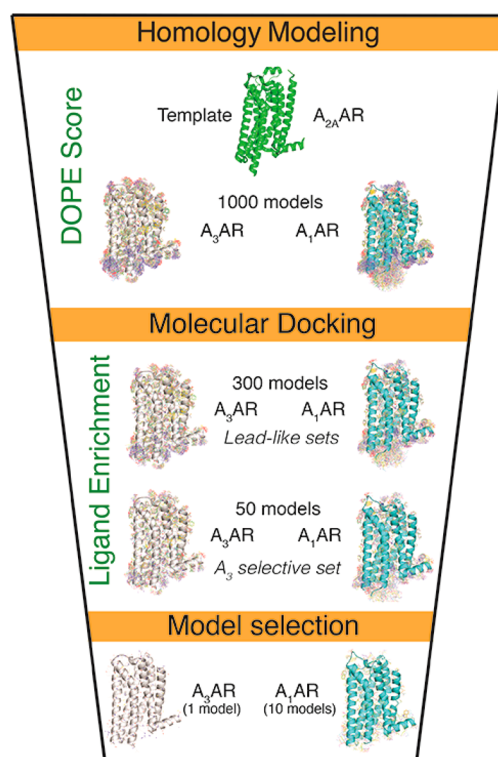 Homology Modeling
DOPE Score
Template A2AAR
1000 models
A3AR A1AR
Molecular Docking
Ligand Enrichment
300 models
A3AR A1AR
Lead-like sets
50 models
A3AR A1AR
A3 selective set
Model selection
A3AR A1AR
(1 model) (10 models)